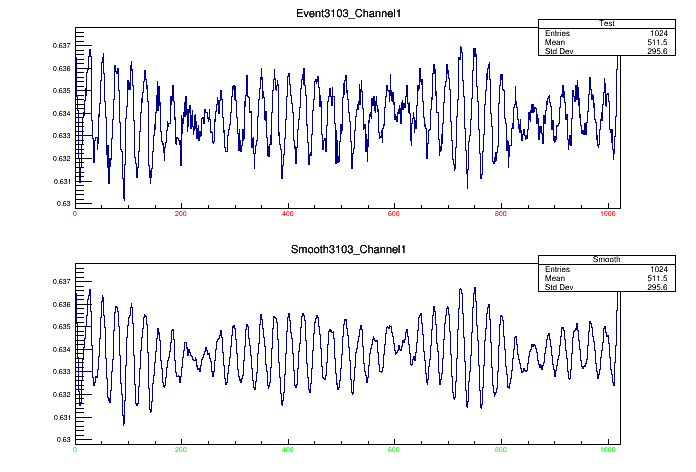 Event3103_Channel1
Test
Entries 1024
Mean 511.5
Std Dev 295.6
0.637
0.636
0.635
0.634
0.633
0.632
0.631
0.63
0 200 400 600 800 1000
Smooth3103_Channel1
Smooth
Entries 1024
Mean 511.5
Std Dev 295.6
0.637
0.636
0.635
0.634
0.633
0.632
0.631
0.63
0 200 400 600 800 1000